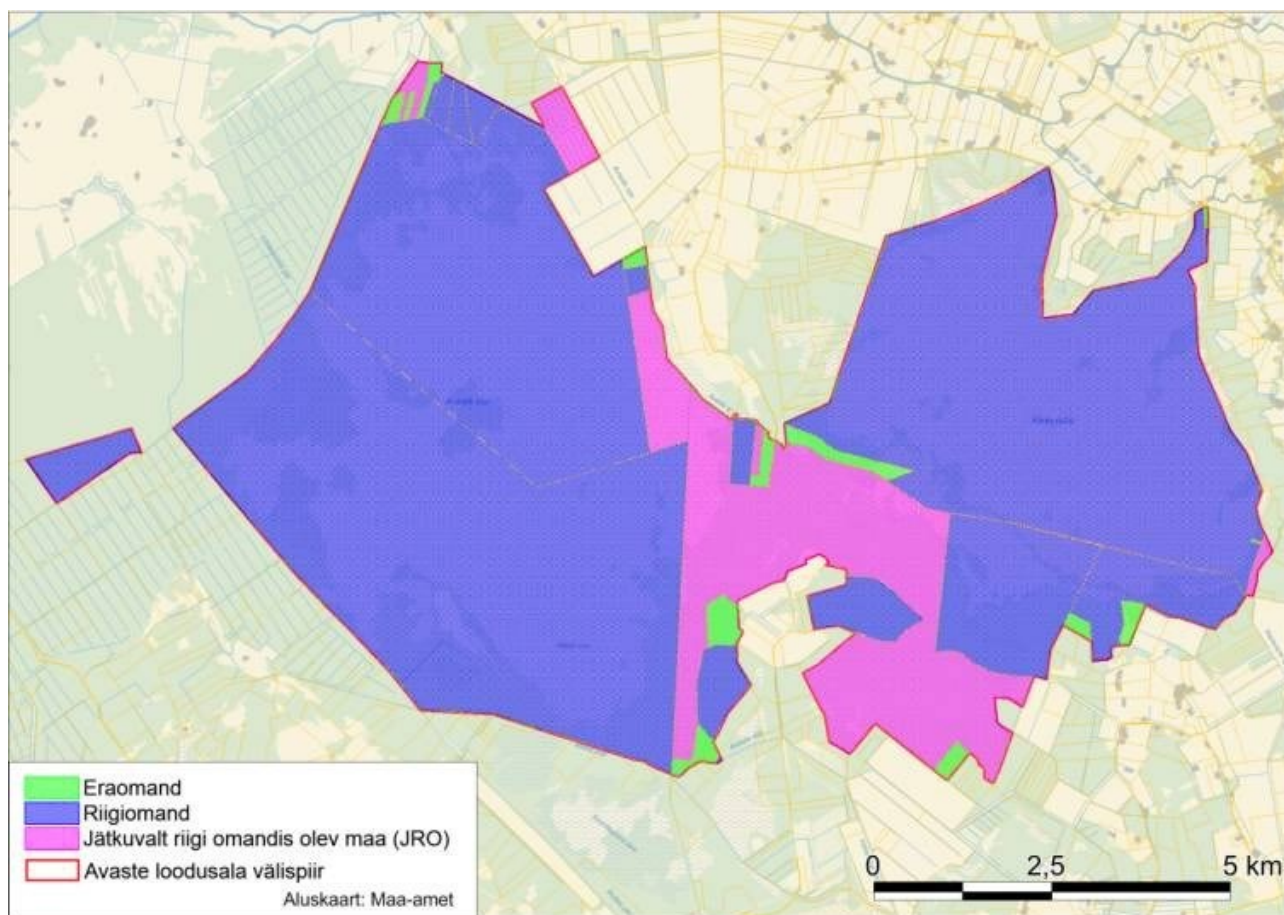 Eraomand
Riigiomand
Jätkuvalt riigi omandis olev maa (JRO)
Avaste loodusala välispiir
Aluskaart: Maa-amet
0 2,5 5 km